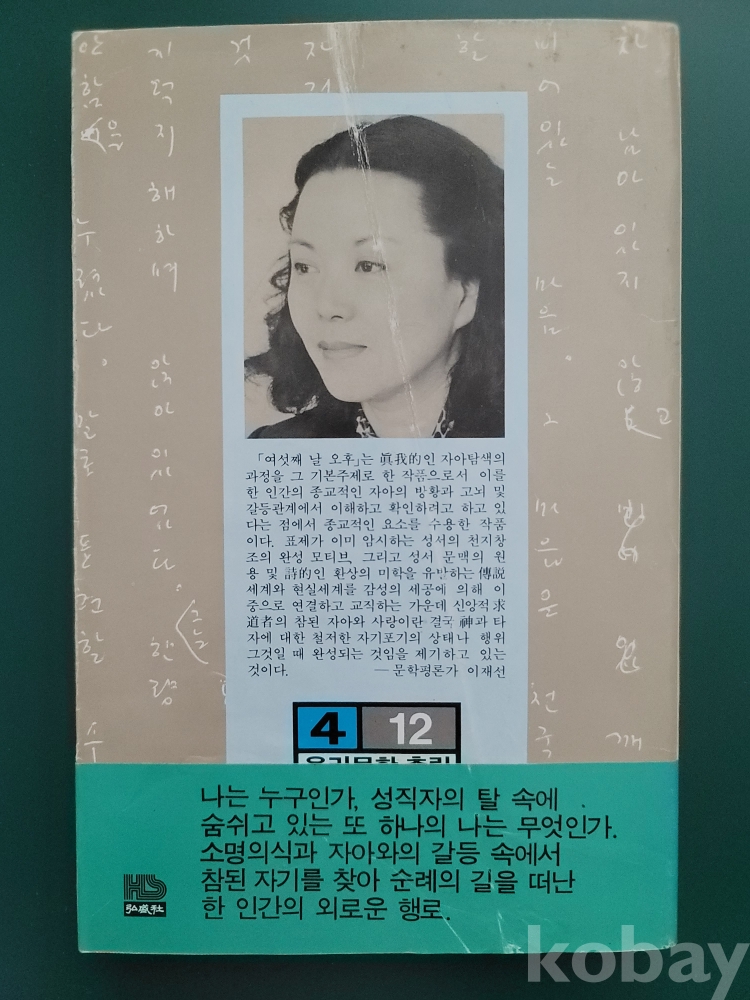 「여섯째 날 오후」는 眞我的인 자아탐색의
과정을 그 기본주제로 한 작품으로서 이를
한 인간의 종교적인 자아의 방황과 고뇌 및
갈등관계에서 이해하고 확인하려고 하고 있
다는 점에서 종교적인 요소를 수용한 작품
이다. 표제가 이미 암시하는 성서의 천지창
조의 완성 모티브, 그리고 성서 문맥의 원
용 및 詩的인 환상의 미학을 유발하는 傳說
세계와 현실세계를 감성의 세공에 의해 이
중으로 연결하고 교직하는 가운데 신앙적 求
道者의 참된 자아와 사랑이란 결국 神과 타
자에 대한 철저한 자기포기의 상태나 행위
그것일 때 완성되는 것임을 제기하고 있는
것이다. —문학평론가 이재선
4 12
나는 누구인가, 성직자의 탈 속에
숨쉬고 있는 또 하나의 나는 무엇인가.
소명의식과 자아와의 갈등 속에서
참된 자기를 찾아 순례의 길을 떠난
한 인간의 외로운 행로.
HS
弘盛社
kobay